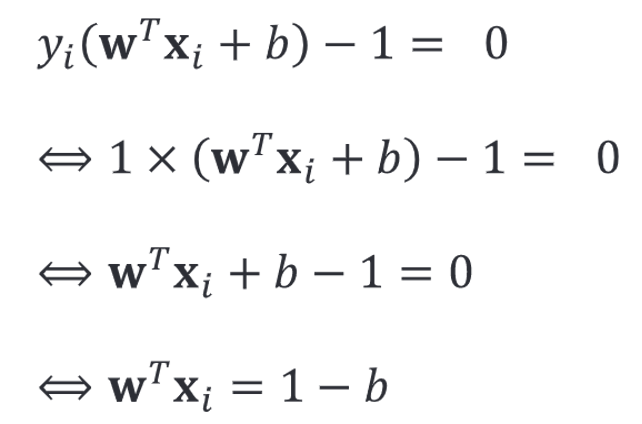 yᵢ(𝐰ᵀ𝐱ᵢ + b) − 1 = 0
⟺ 1 × (𝐰ᵀ𝐱ᵢ + b) − 1 = 0
⟺ 𝐰ᵀ𝐱ᵢ + b − 1 = 0
⟺ 𝐰ᵀ𝐱ᵢ = 1 − b